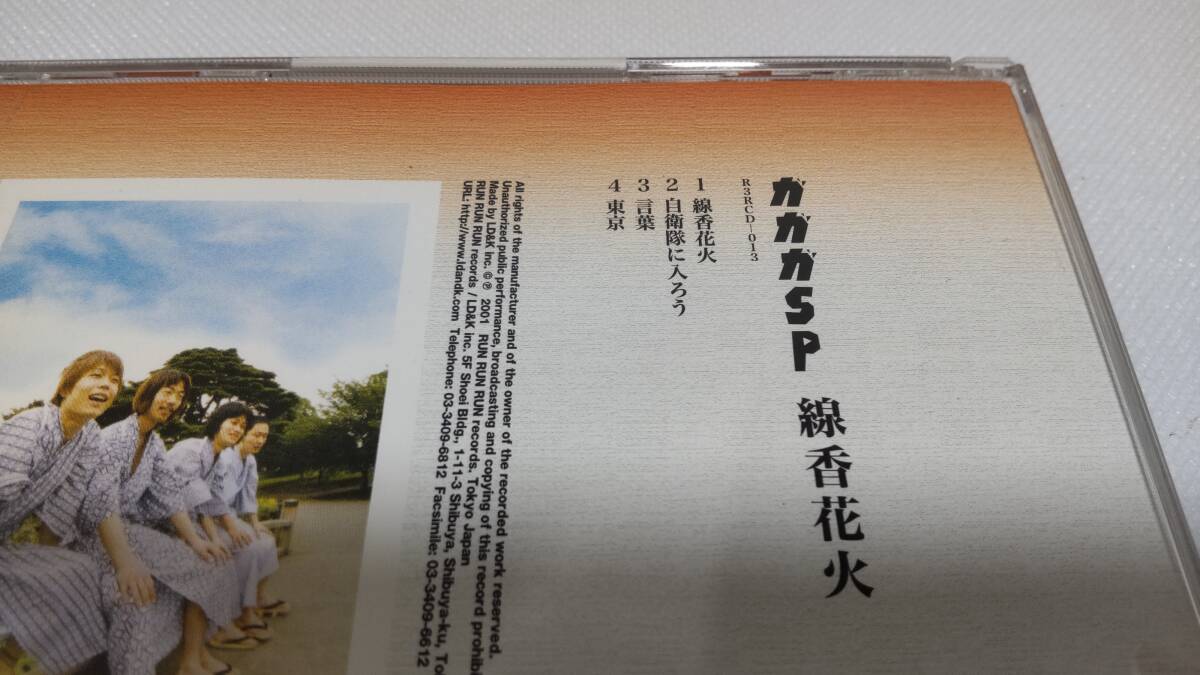 ガガガSP 線香花火
R3RCD-013
1 線香花火
2 自衛隊に入ろう
3 言葉
4 東京
All rights of the manufacturer and of the owner of the recorded work reserved.
Unauthorized public performance, broadcasting and copying of this record
Made by LD&K Inc. © ℗ 2001 RUN RUN RUN records. Tokyo Japan
RUN RUN RUN records / LD&K inc. 5F Shoei Bldg., 1-11-3 Shibuya, Shibuya-ku,
URL: http://www.ldandk.com Telephone: 03-3409-6812 Facsimile: 03-3409-6612